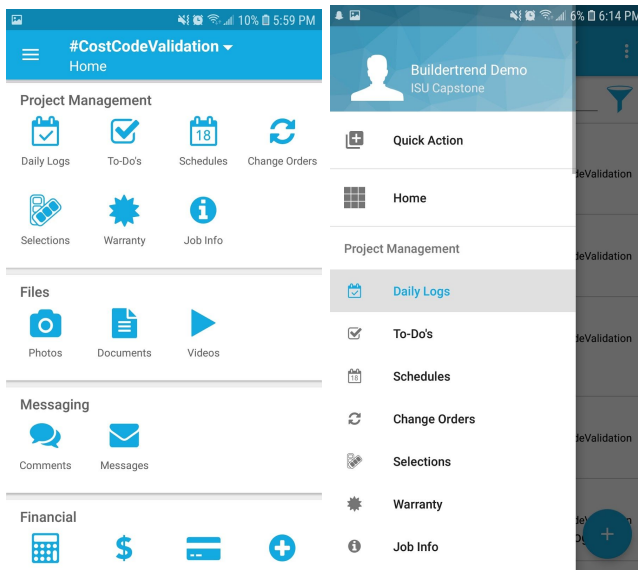 10% 5:59 PM
#CostCodeValidation
Home
Project Management
18
Daily Logs To-Do's Schedules Change Orders
Selections Warranty Job Info
Files
Photos Documents Videos
Messaging
Comments Messages
Financial
$
6% 6:14 PM
Buildertrend Demo
ISU Capstone
Quick Action
Home
Project Management
Daily Logs
To-Do's
18
Schedules
Change Orders
Selections
Warranty
Job Info
deValidation
deValidation
deValidation
deValidation